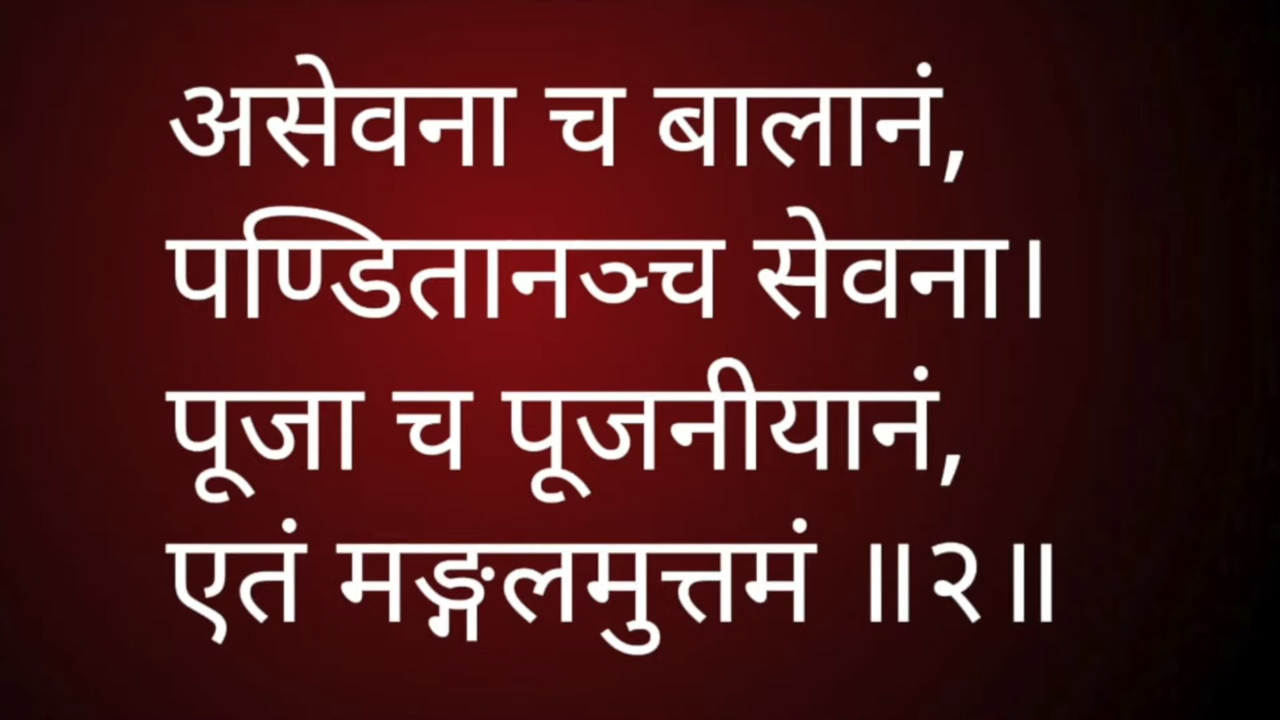 असेवना च बालानं,
पण्डितानञ्च सेवना।
पूजा च पूजनीयानं,
एतं मङ्गलमुत्तमं ॥२॥